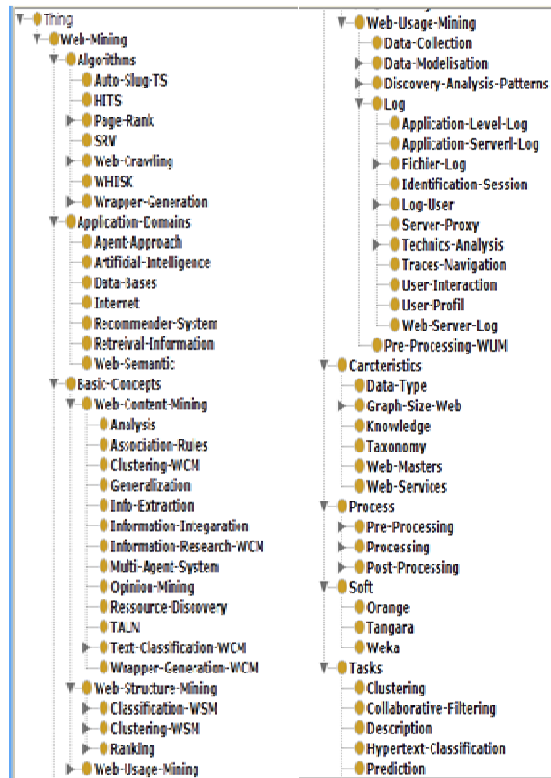 Thing
Web-Mining
Algorithms
Auto-Slug-TS
HITS
Page-Rank
SRV
Web-Crawling
WHISK
Wrapper-Generation
Application-Domains
Agent-Approach
Artificial-Intelligence
Data-Bases
Internet
Recommender-System
Retreival-Information
Web-Semantic
Basic-Concepts
Web-Content-Mining
Analysis
Association-Rules
Clustering-WCM
Generalization
Info-Extraction
Information-Integaration
Information-Research-WCM
Multi-Agent-System
Opinion-Mining
Ressource-Discovery
TALN
Text-Classification-WCM
Wrapper-Generation-WCM
Web-Structure-Mining
Classification-WSM
Clustering-WSM
Ranking
Web-Usage-Mining
Web-Usage-Mining
Data-Collection
Data-Modelisation
Discovery-Analysis-Patterns
Log
Application-Level-Log
Application-Serverl-Log
Fichier-Log
Identification-Session
Log-User
Server-Proxy
Technics-Analysis
Traces-Navigation
User-Interaction
User-Profil
Web-Server-Log
Pre-Processing-WUM
Carcteristics
Data-Type
Graph-Size-Web
Knowledge
Taxonomy
Web-Masters
Web-Services
Process
Pre-Processing
Processing
Post-Processing
Soft
Orange
Tangara
Weka
Tasks
Clustering
Collaborative-Filtering
Description
Hypertext-Classification
Prediction